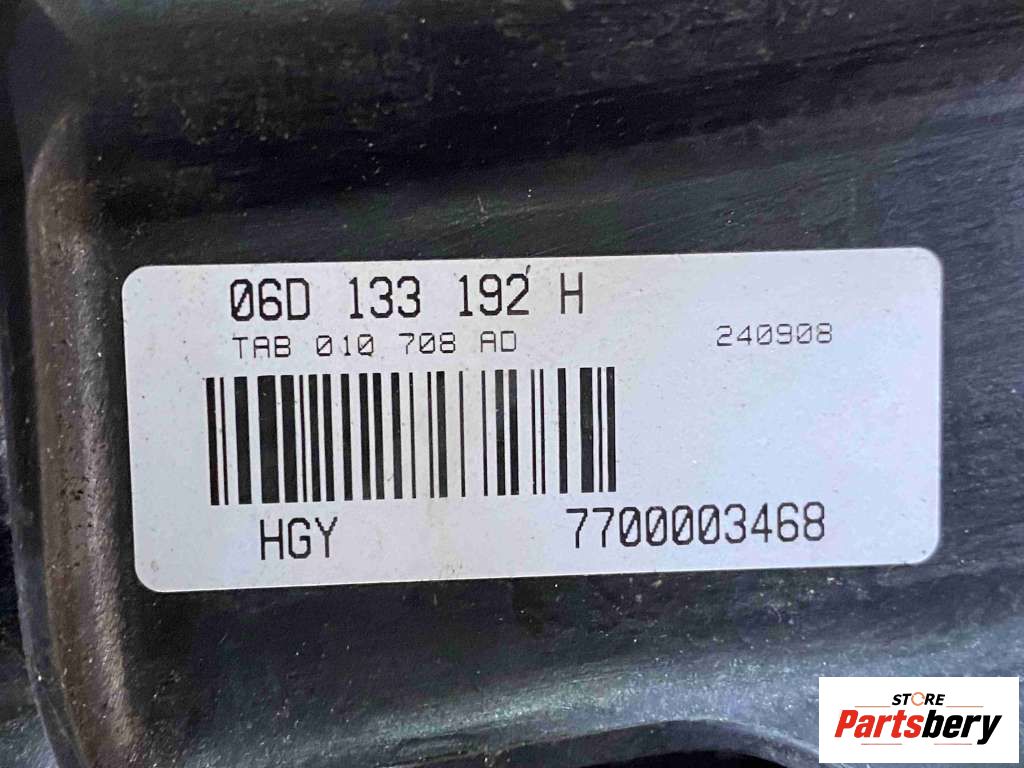 06D 133 192 H
TAB 010 708 AD 240908
HGY 7700003468
STORE
Partsbery